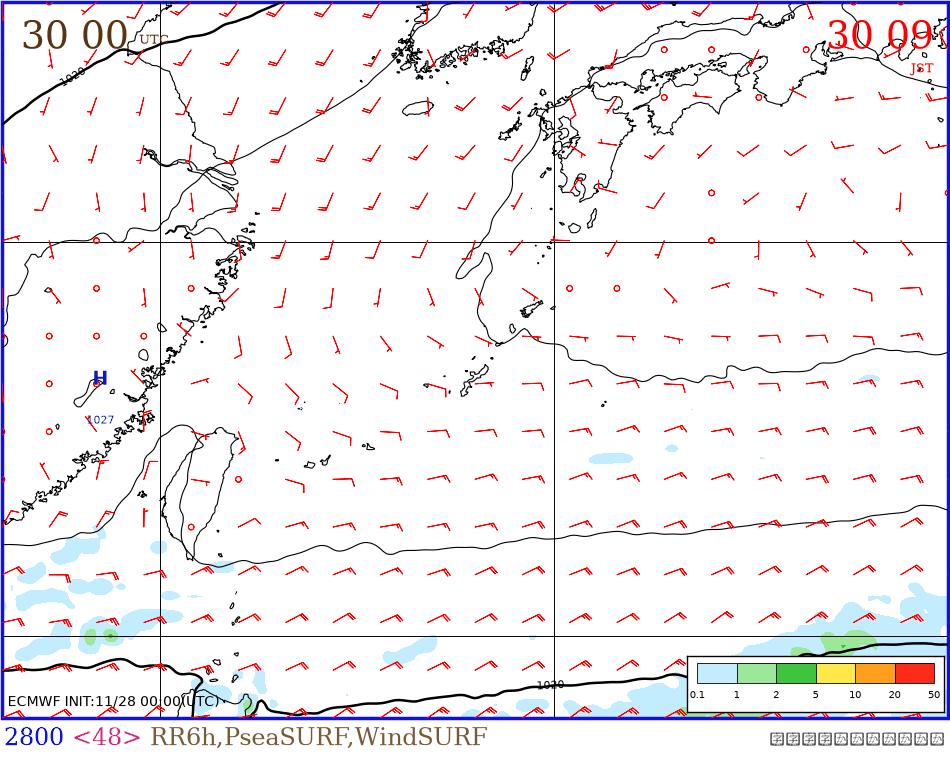 30 00 UTC
30 09:
JST
1020
H
1027
1020
0.1 1 2 5 10 20 50
ECMWF INIT:11/28 00:00(UTC)
2800 <48> RR6h,PseaSURF,WindSURF